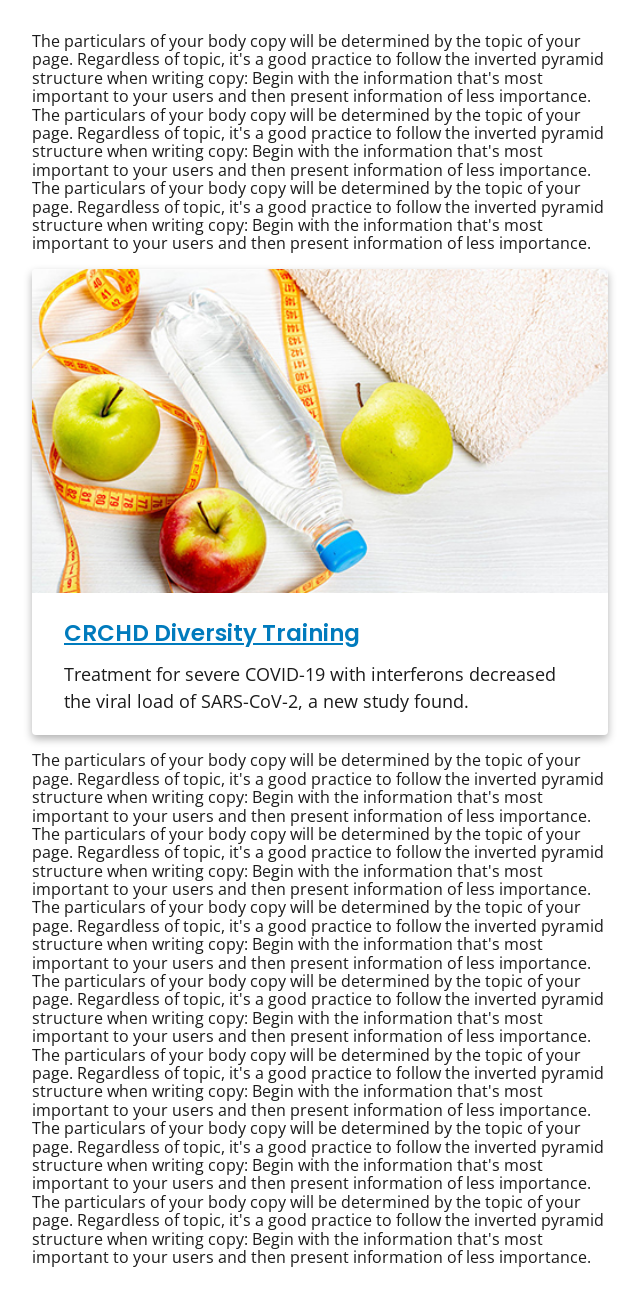 The particulars of your body copy will be determined by the topic of your
page. Regardless of topic, it's a good practice to follow the inverted pyramid
structure when writing copy: Begin with the information that's most
important to your users and then present information of less importance.
The particulars of your body copy will be determined by the topic of your
page. Regardless of topic, it's a good practice to follow the inverted pyramid
structure when writing copy: Begin with the information that's most
important to your users and then present information of less importance.
The particulars of your body copy will be determined by the topic of your
page. Regardless of topic, it's a good practice to follow the inverted pyramid
structure when writing copy: Begin with the information that's most
important to your users and then present information of less importance.
CRCHD Diversity Training
Treatment for severe COVID-19 with interferons decreased
the viral load of SARS-CoV-2, a new study found.
The particulars of your body copy will be determined by the topic of your
page. Regardless of topic, it's a good practice to follow the inverted pyramid
structure when writing copy: Begin with the information that's most
important to your users and then present information of less importance.
The particulars of your body copy will be determined by the topic of your
page. Regardless of topic, it's a good practice to follow the inverted pyramid
structure when writing copy: Begin with the information that's most
important to your users and then present information of less importance.
The particulars of your body copy will be determined by the topic of your
page. Regardless of topic, it's a good practice to follow the inverted pyramid
structure when writing copy: Begin with the information that's most
important to your users and then present information of less importance.
The particulars of your body copy will be determined by the topic of your
page. Regardless of topic, it's a good practice to follow the inverted pyramid
structure when writing copy: Begin with the information that's most
important to your users and then present information of less importance.
The particulars of your body copy will be determined by the topic of your
page. Regardless of topic, it's a good practice to follow the inverted pyramid
structure when writing copy: Begin with the information that's most
important to your users and then present information of less importance.
The particulars of your body copy will be determined by the topic of your
page. Regardless of topic, it's a good practice to follow the inverted pyramid
structure when writing copy: Begin with the information that's most
important to your users and then present information of less importance.
The particulars of your body copy will be determined by the topic of your
page. Regardless of topic, it's a good practice to follow the inverted pyramid
structure when writing copy: Begin with the information that's most
important to your users and then present information of less importance.